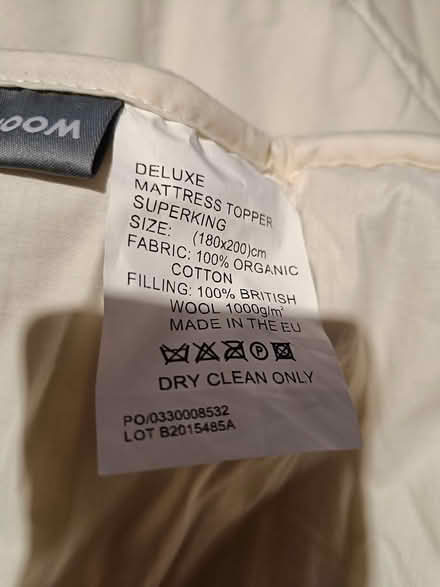 woo
DELUXE
MATTRESS TOPPER
SUPERKING
SIZE: (180x200)cm
FABRIC: 100% ORGANIC
COTTON
FILLING: 100% BRITISH
WOOL 1000g/m²
MADE IN THE EU
P
DRY CLEAN ONLY
PO/0330008532
LOT B2015485A